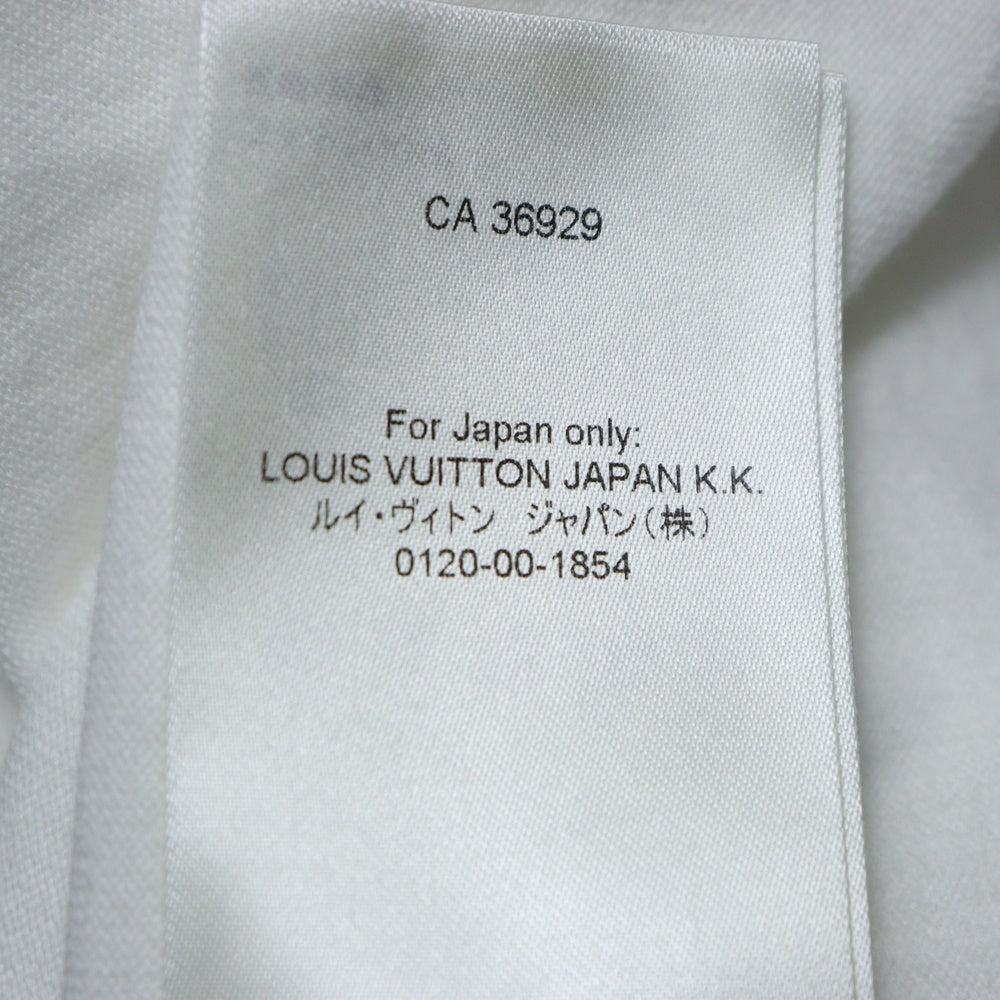 CA 36929
For Japan only:
LOUIS VUITTON JAPAN K.K.
ルイ・ヴィトン　ジャパン(株)
0120-00-1854